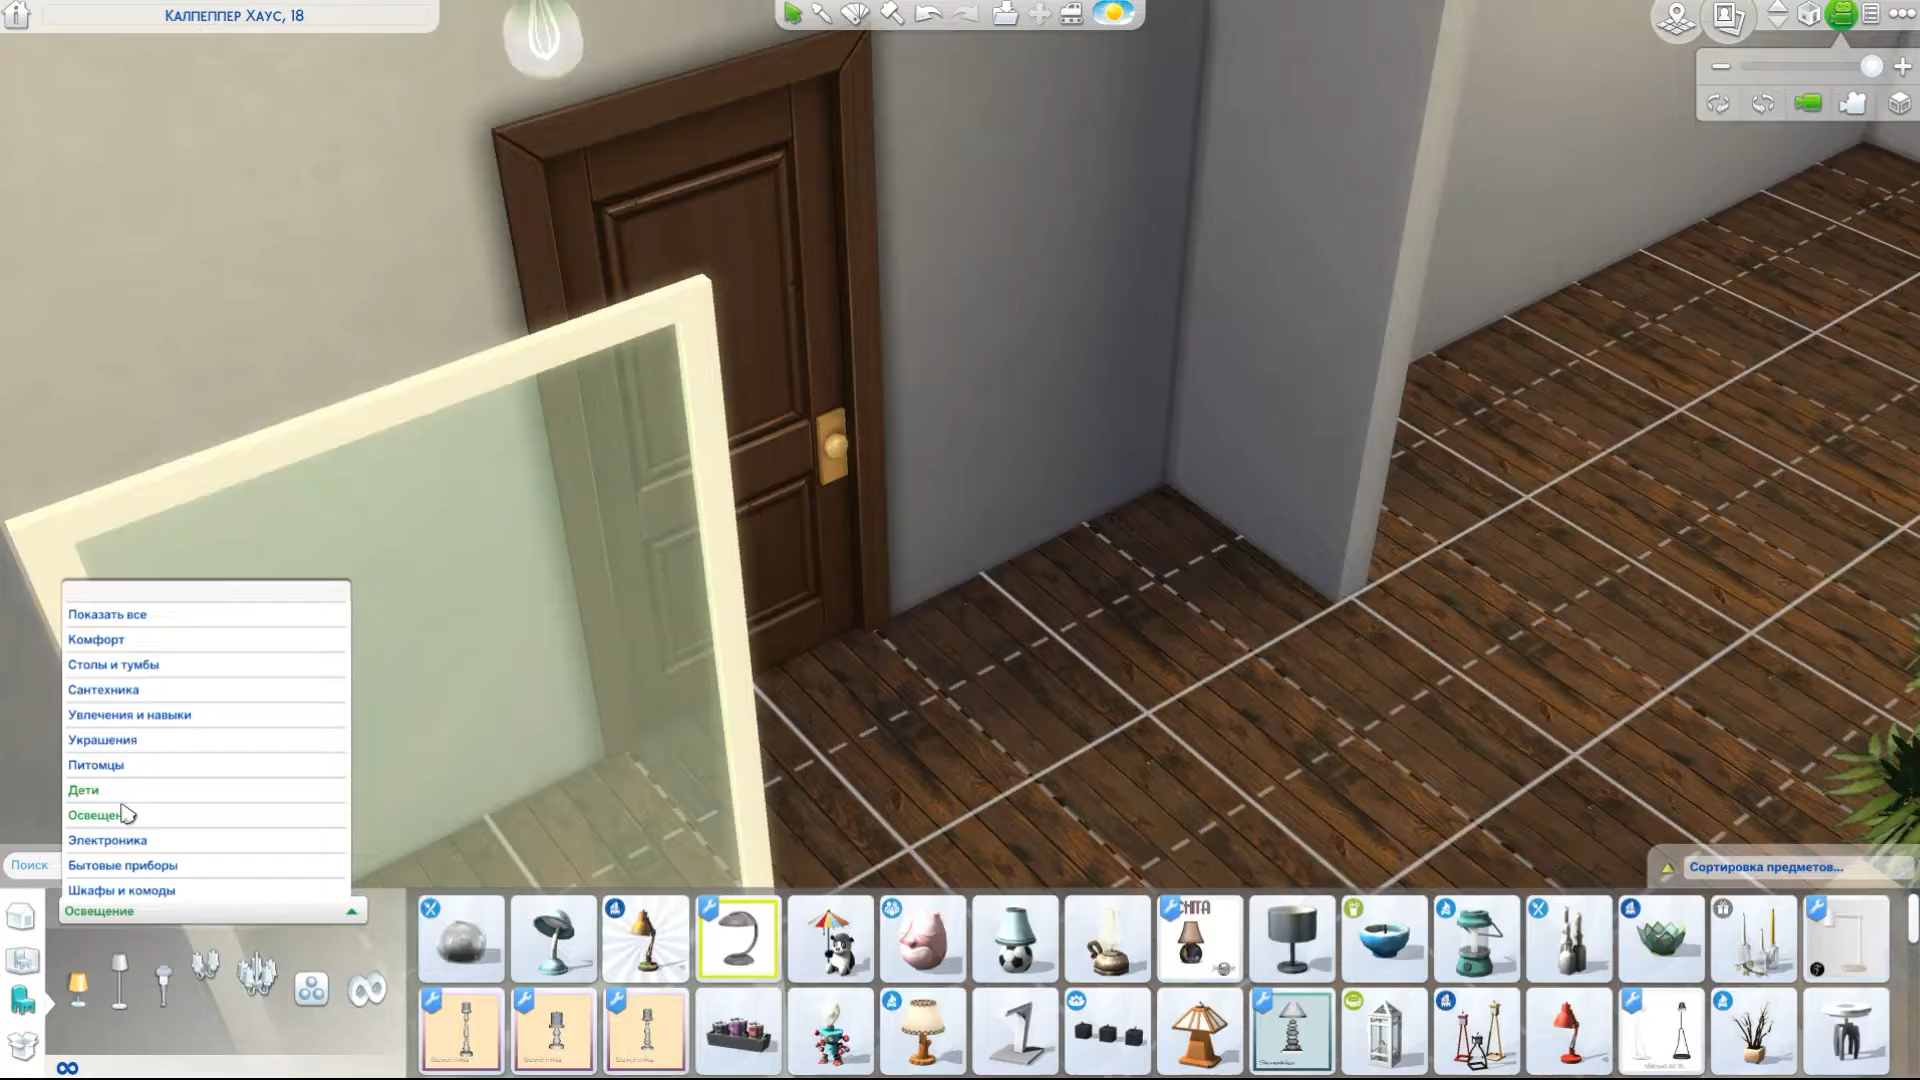 Калпеппер Хаус, 18
Показать все
Комфорт
Столы и тумбы
Сантехника
Увлечения и навыки
Украшения
Питомцы
Дети
Освещен
Электроника
Бытовые приборы
Шкафы и комоды
Поиск
Освещение
Сортировка предметов...